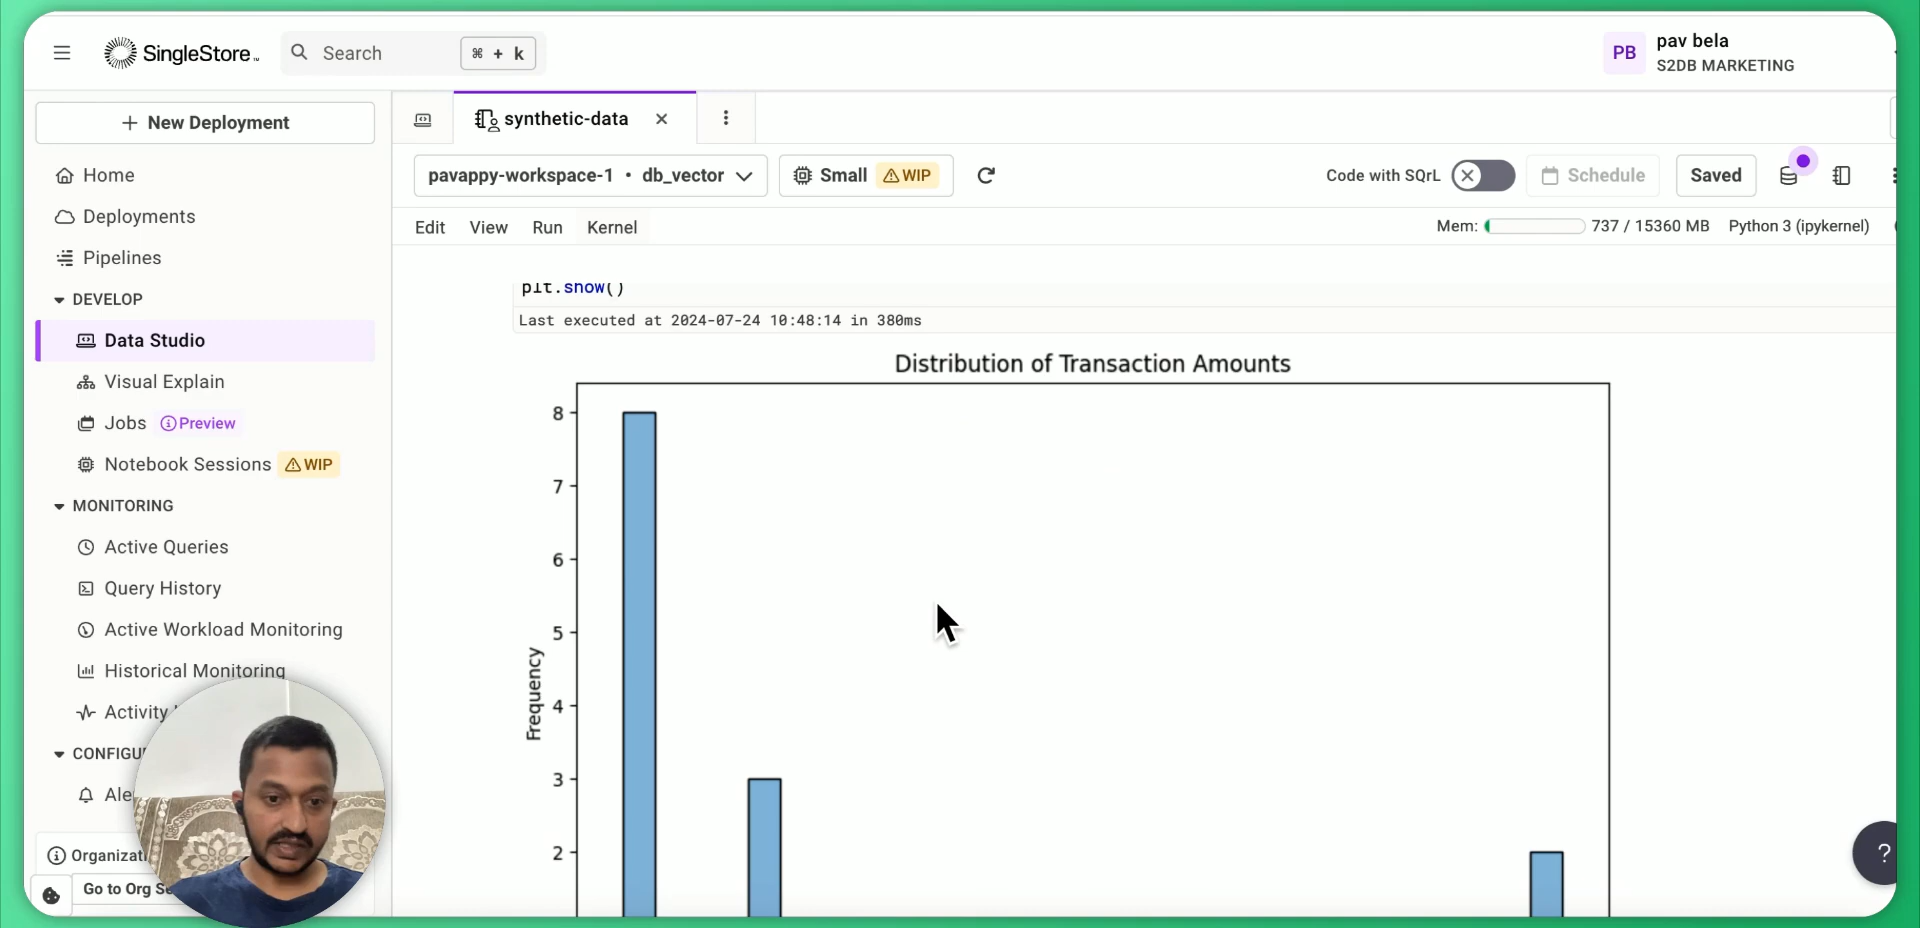 SingleStore
Search
⌘ + k
PB
pav bela
S2DB MARKETING
+ New Deployment
Home
Deployments
Pipelines
DEVELOP
Data Studio
Visual Explain
Jobs
Preview
Notebook Sessions
WIP
MONITORING
Active Queries
Query History
Active Workload Monitoring
Historical Monitoring
Activity
CONFIGU
Ale
Organizati
Go to Org Se
synthetic-data
pavappy-workspace-1 • db_vector
Small
WIP
Code with SQrL
Schedule
Saved
Edit
View
Run
Kernel
Mem:
737 / 15360 MB
Python 3 (ipykernel)
plt.show()
Last executed at 2024-07-24 10:48:14 in 380ms
Distribution of Transaction Amounts
8
7
6
5
4
3
2
Frequency
?